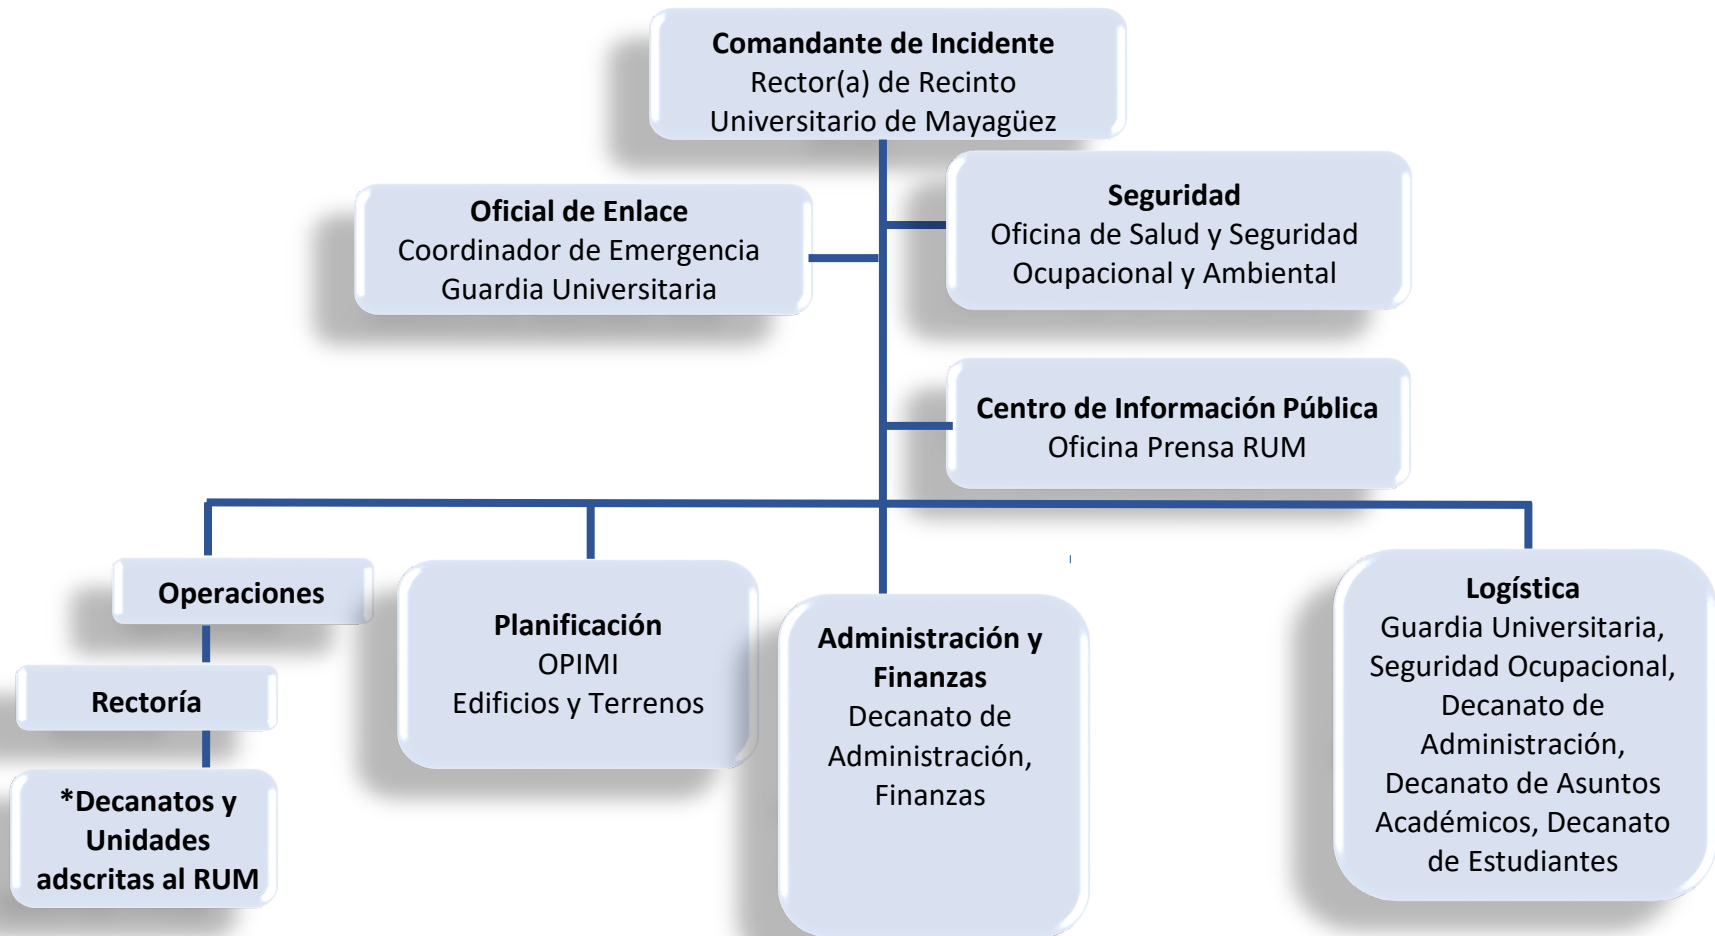 Comandante de Incidente
Rector(a) de Recinto
Universitario de Mayagüez
Oficial de Enlace
Coordinador de Emergencia
Guardia Universitaria
Seguridad
Oficina de Salud y Seguridad
Ocupacional y Ambiental
Centro de Información Pública
Oficina Prensa RUM
Operaciones
Rectoría
*Decanatos y
Unidades
adscritas al RUM
Planificación
OPIMI
Edificios y Terrenos
Administración y
Finanzas
Decanato de
Administración,
Finanzas
Logística
Guardia Universitaria,
Seguridad Ocupacional,
Decanato de
Administración,
Decanato de Asuntos
Académicos, Decanato
de Estudiantes